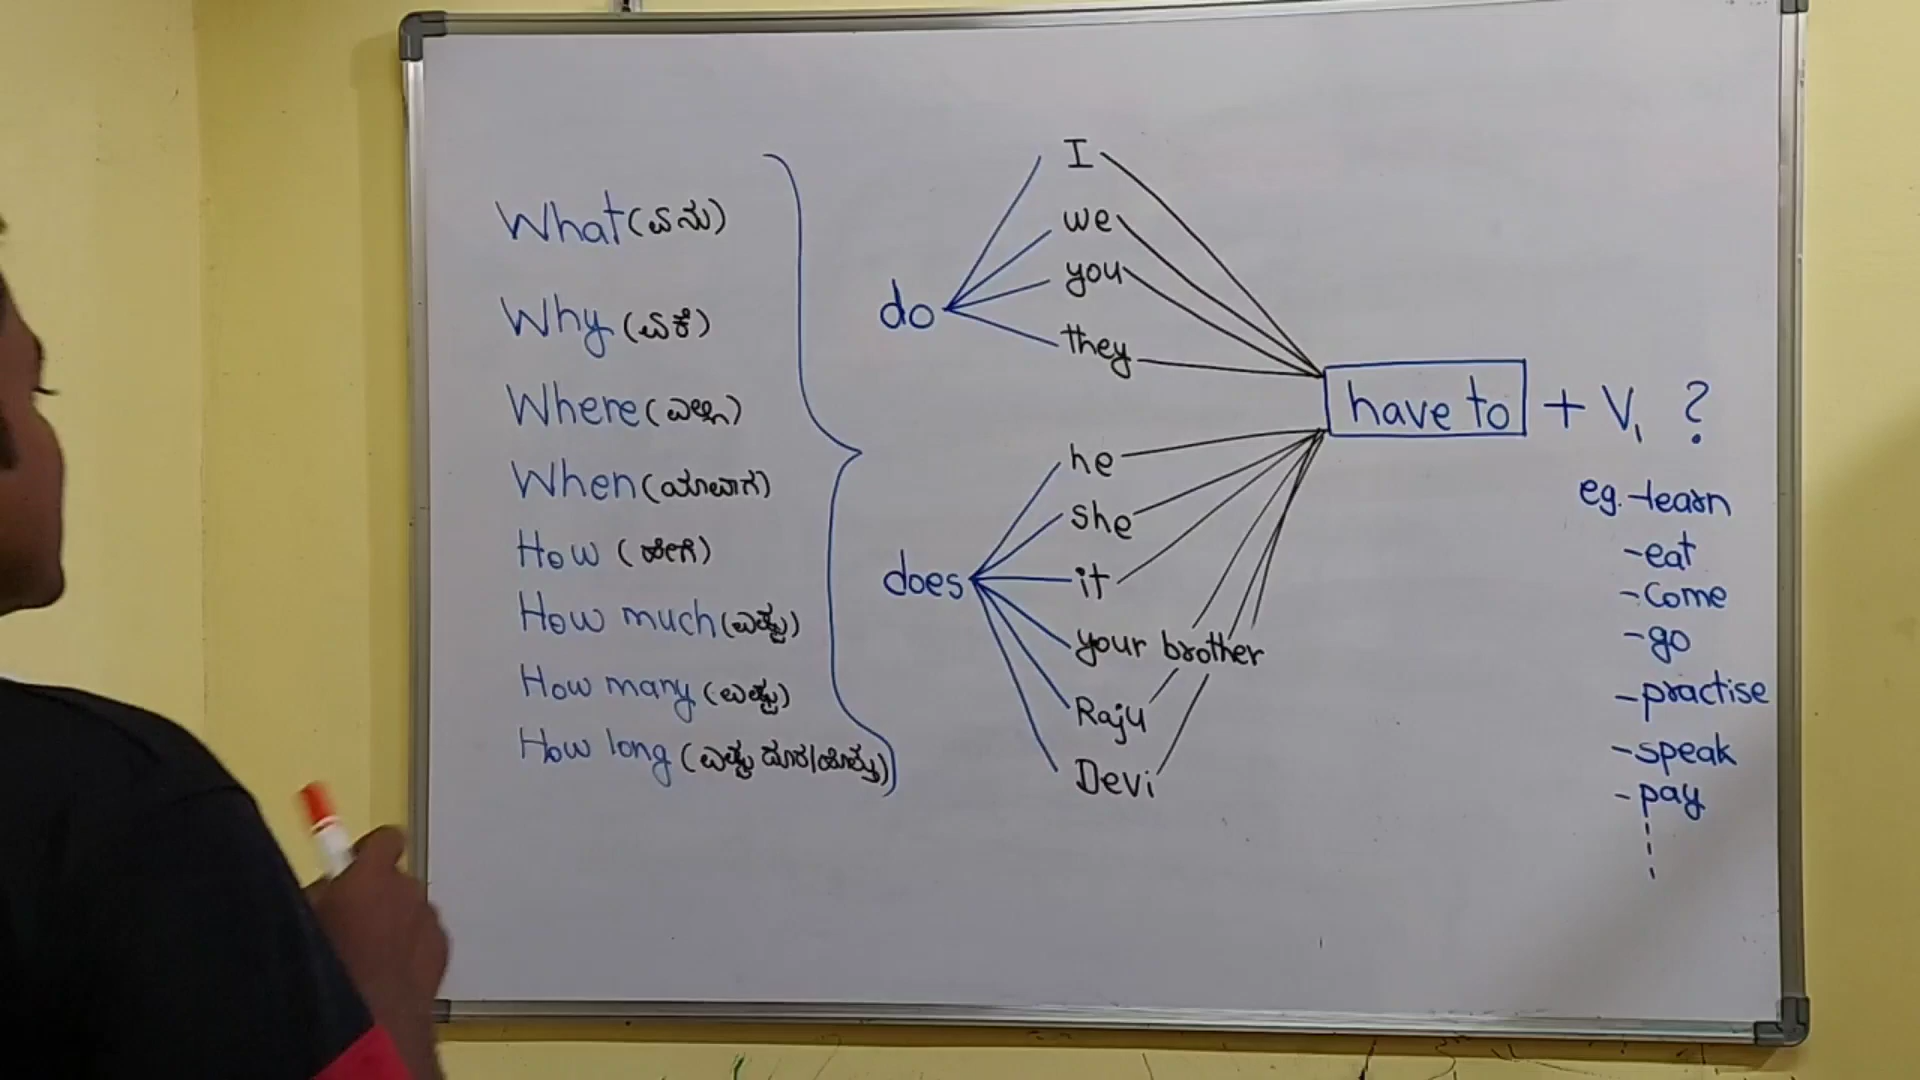 What (ಏನು)
Why (ಏಕೆ)
Where (ಎಲ್ಲಿ)
When (ಯಾವಾಗ)
How (ಹೇಗೆ)
How much (ಎಷ್ಟು)
How many (ಎಷ್ಟು)
How long (ಎಷ್ಟು ದೂರ/ಹೊತ್ತು)
do
I
we
you
they
does
he
she
it
your brother
Raju
Devi
have to + V₁ ?
eg. -learn
-eat
-come
-go
-practise
-speak
-pay